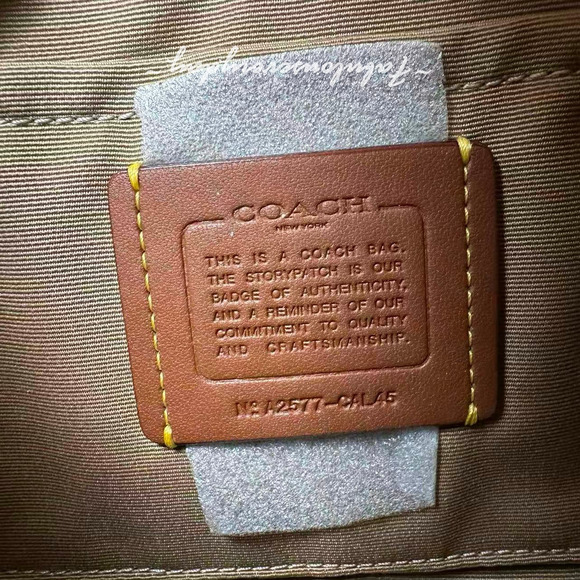 ~Fabulouseveryday~
COACH
NEW YORK
THIS IS A COACH BAG.
THE STORYPATCH IS OUR
BADGE OF AUTHENTICITY,
AND A REMINDER OF OUR
COMMITMENT TO QUALITY
AND CRAFTSMANSHIP.
Nº A2577-CAL45